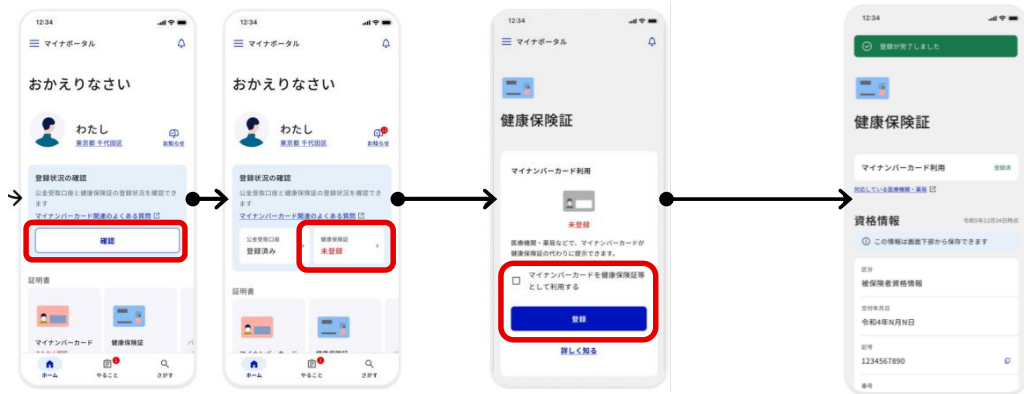 12:34
マイナポータル
おかえりなさい
わたし
東京都 千代田区
お知らせ
登録状況の確認
公金受取口座と健康保険証の登録状況を確認でき
ます
マイナンバーカード関連のよくある質問
確認
証明書
マイナンバーカード
健康保険証
ホーム
やること
さがす
12:34
マイナポータル
おかえりなさい
わたし
東京都 千代田区
お知らせ
登録状況の確認
公金受取口座と健康保険証の登録状況を確認でき
ます
マイナンバーカード関連のよくある質問
公金受取口座
登録済み
健康保険証
未登録
証明書
ホーム
やること
さがす
12:34
マイナポータル
健康保険証
マイナンバーカード利用
未登録
医療機関・薬局などで、マイナンバーカードが
健康保険証の代わりに提示できます。
マイナンバーカードを健康保険証等
として利用する
登録
詳しく知る
12:34
登録が完了しました
健康保険証
マイナンバーカード利用
登録済
対応している医療機関・薬局
資格情報
令和5年12月24日時点
この情報は画面下部から保存できます
区分
被保険者資格情報
交付年月日
令和4年N月N日
記号
1234567890
番号